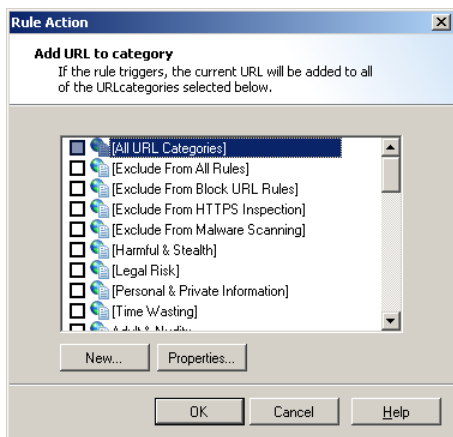 Rule Action
Add URL to category
If the rule triggers, the current URL will be added to all
of the URLcategories selected below.
[All URL Categories]
[Exclude From All Rules]
[Exclude From Block URL Rules]
[Exclude From HTTPS Inspection]
[Exclude From Malware Scanning]
[Harmful & Stealth]
[Legal Risk]
[Personal & Private Information]
[Time Wasting]
Adult & Nudity
New... Properties...
OK Cancel Help